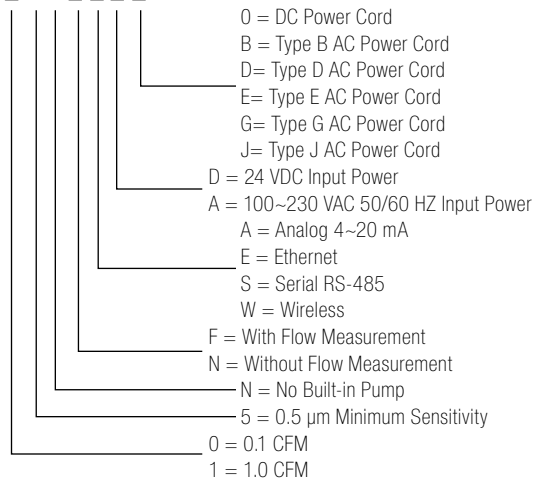 0 = DC Power Cord
B = Type B AC Power Cord
D= Type D AC Power Cord
E= Type E AC Power Cord
G= Type G AC Power Cord
J= Type J AC Power Cord
D = 24 VDC Input Power
A = 100~230 VAC 50/60 HZ Input Power
A = Analog 4~20 mA
E = Ethernet
S = Serial RS-485
W = Wireless
F = With Flow Measurement
N = Without Flow Measurement
N = No Built-in Pump
5 = 0.5 µm Minimum Sensitivity
0 = 0.1 CFM
1 = 1.0 CFM